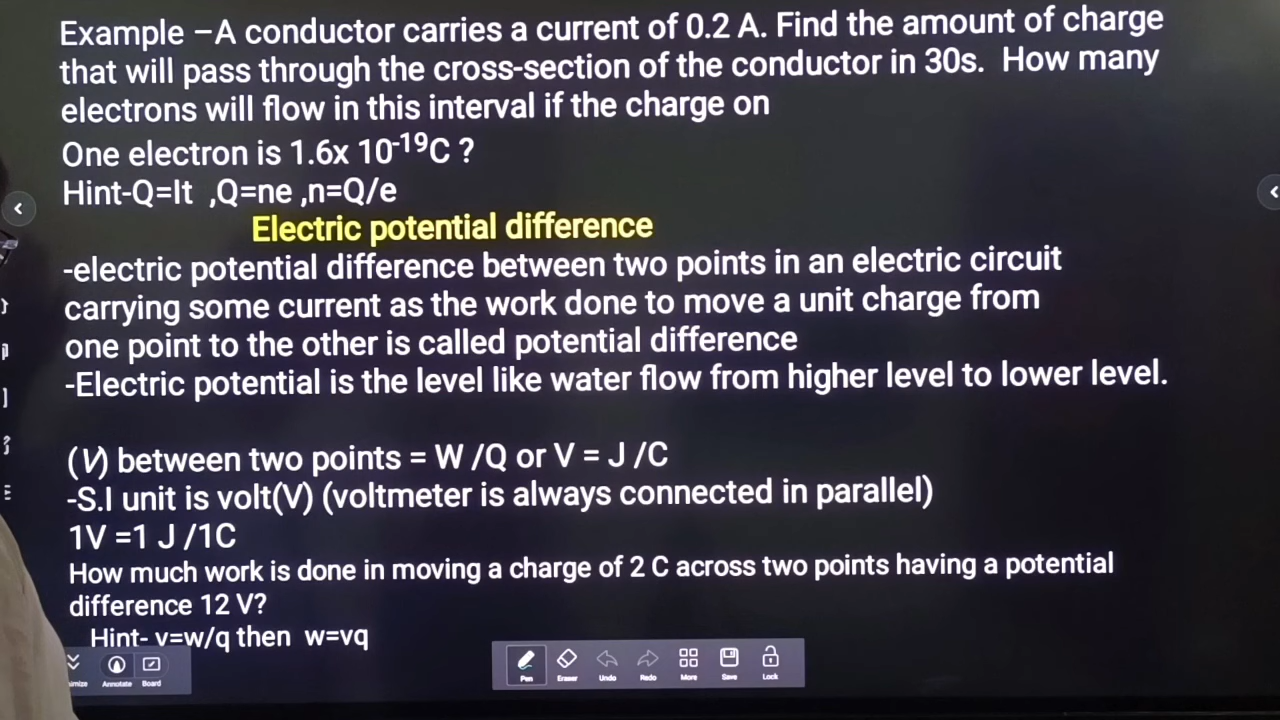 Example –A conductor carries a current of 0.2 A. Find the amount of charge
that will pass through the cross-section of the conductor in 30s.  How many
electrons will flow in this interval if the charge on
One electron is 1.6x 10⁻¹⁹C ?
Hint-Q=It ,Q=ne ,n=Q/e
Electric potential difference
-electric potential difference between two points in an electric circuit
carrying some current as the work done to move a unit charge from
one point to the other is called potential difference
-Electric potential is the level like water flow from higher level to lower level.
(V) between two points = W /Q or V = J /C
-S.I unit is volt(V) (voltmeter is always connected in parallel)
1V =1 J /1C
How much work is done in moving a charge of 2 C across two points having a potential
difference 12 V?
Hint- v=w/q then w=vq
Annotate Board
Pen Eraser Undo Redo More Save Lock